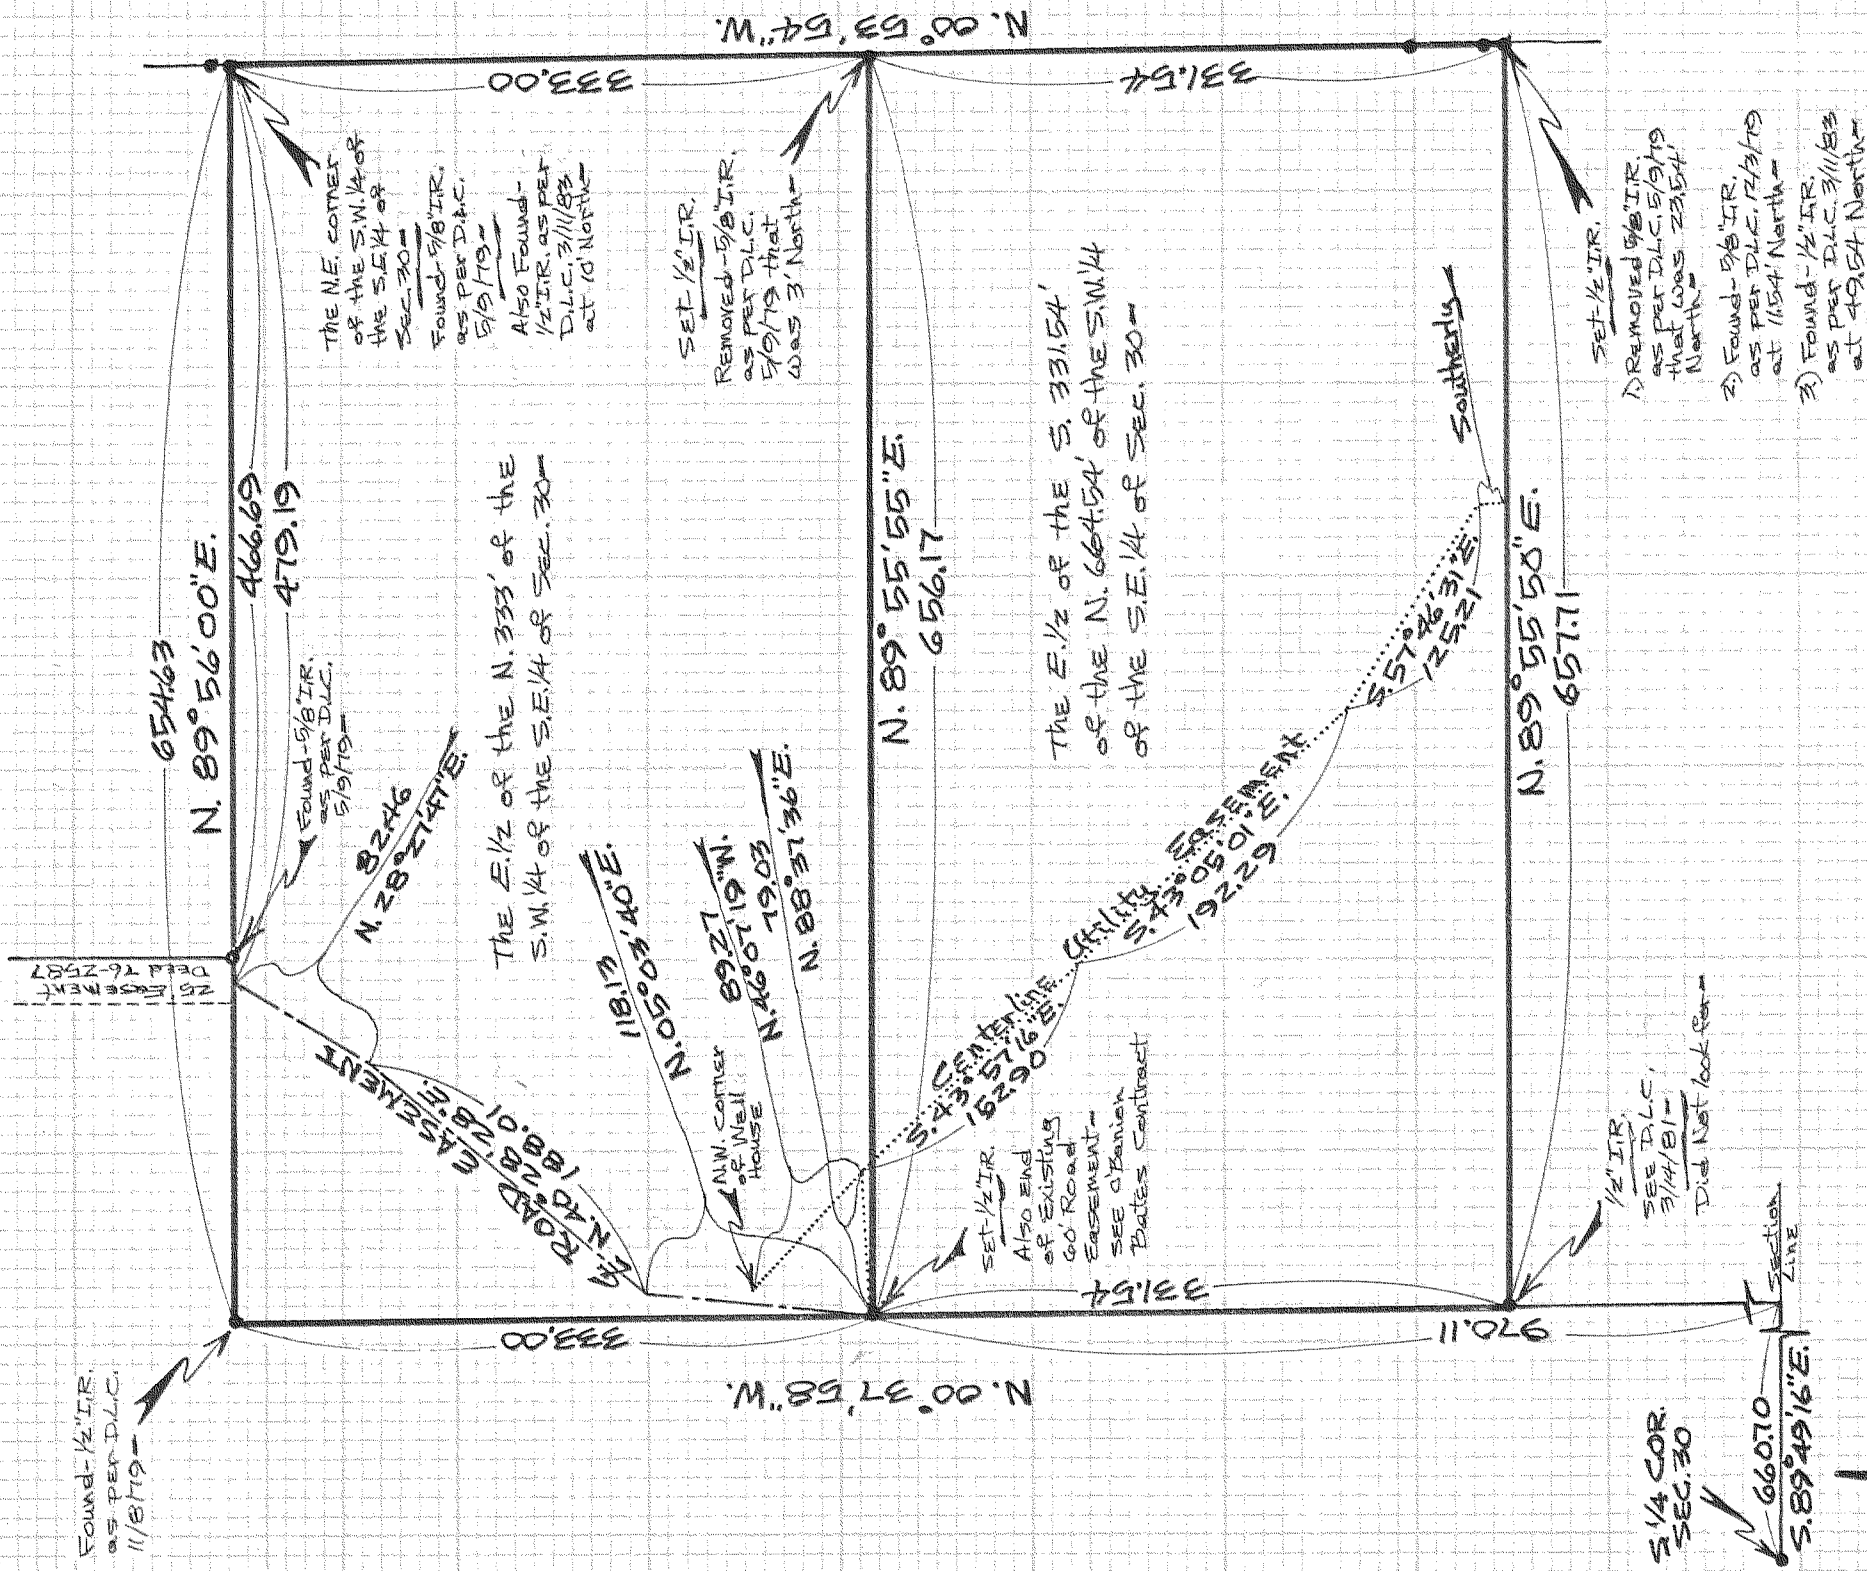 Found-1/2"I.R.
as per D.L.C.
11/8/79-
654.63
N. 89°56'00"E.
466.69
479.19
25' EASEMENT
DEED 76-2587
Found-5/8"I.R.
as per D.L.C.
5/9/79-
The N.E. corner
of the S.W.1/4 of
the S.E.1/4 of
Sec. 30-
Found-5/8"I.R.
as per D.L.C.
5/9/79-
Also Found-
1/2"I.R. as per
D.L.C. 3/11/83
at 10' North-
333.00
N. 00°53'54"W.
331.54
82.46
N. 28°27'47"E.
ROAD EASEMENT
N. 40°28'28"E.
188.01
The E.1/2 of the N. 333' of the
S.W.1/4 of the S.E.1/4 of Sec. 30-
118.13
N. 05°03'40"E.
N.W. corner
of Well
House
89.27
N. 46°07'19"W.
79.03
N. 88°37'36"E.
Set-1/2"I.R.
Removed-5/8"I.R.
as per D.L.C.
5/9/79 that
was 3' North-
333.00
N. 00°37'58"W.
N. 89°55'55"E.
656.17
Set-1/2"I.R.
Also end
of Existing
60' Road
Easement-
See O'Banion
Bates Contract
Centerline Utility Easement
S. 43°57'16"E.
152.90
S. 43°05'01"E.
192.29
S. 57°46'31"E.
125.21
Southerly
The E.1/2 of the S. 331.54'
of the N. 664.54' of the S.W.1/4
of the S.E.1/4 of Sec. 30-
331.54
970.11
N. 89°55'50"E.
657.71
1/2"I.R.
See D.L.C.
3/14/81-
Did Not look for-
Set-1/2"I.R.
1) Removed 5/8"I.R.
as per D.L.C. 5/9/79
that was 23.54'
North-
2) Found-5/8"I.R.
as per D.L.C. 12/3/79
at 11.54' North-
3) Found-1/2"I.R.
as per D.L.C. 3/11/83
at 49.54' North-
Section
Line
S 1/4 COR.
SEC. 30
660.70
S. 89°49'16"E.